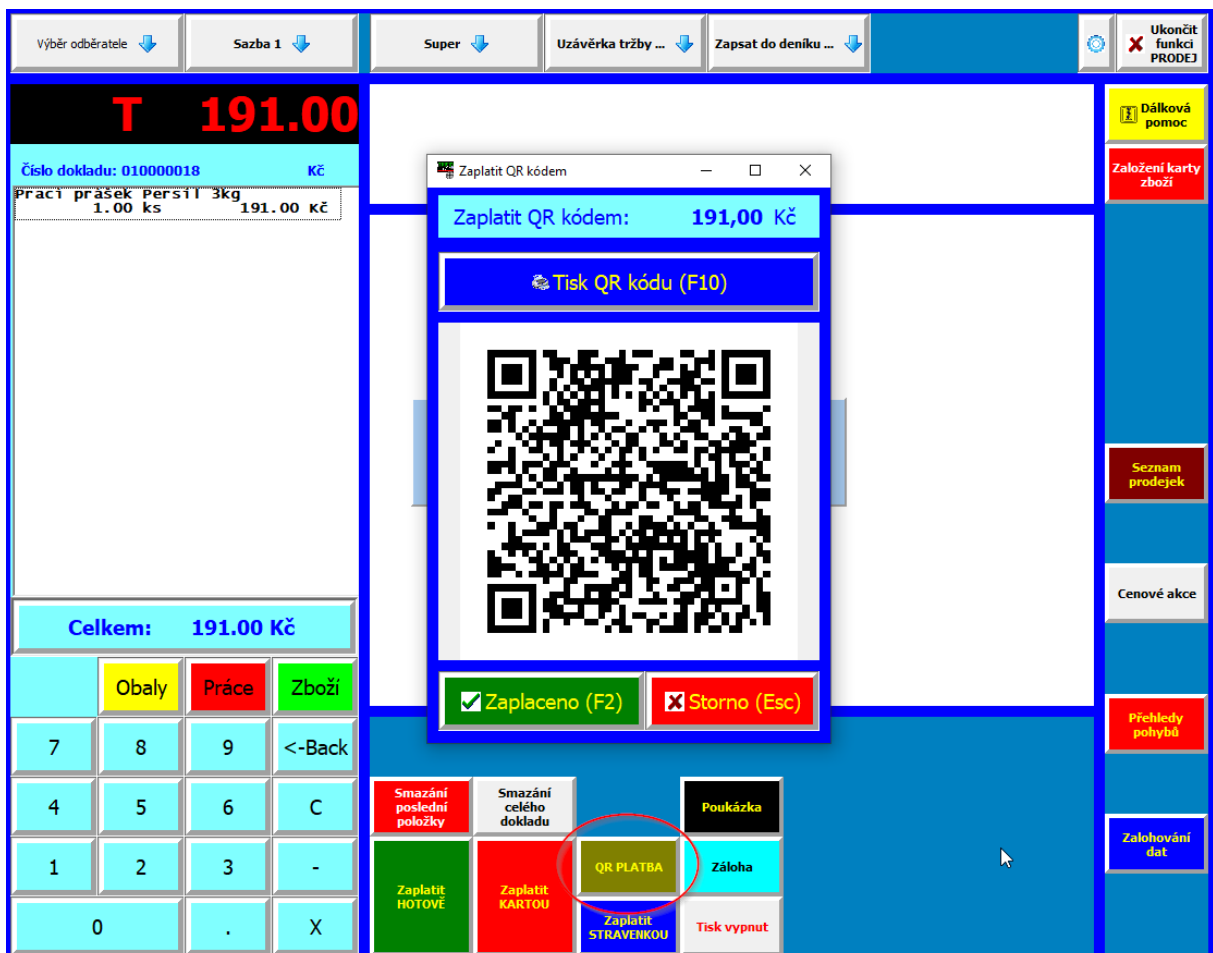 Výběr odběratele
Sazba 1
Super
Uzávěrka tržby ...
Zapsat do deníku ...
Ukončit
funkci
PRODEJ
T 191.00
Číslo dokladu: 010000018 Kč
Prací prášek Persil 3kg
1.00 ks 191.00 Kč
Celkem: 191.00 Kč
Obaly
Práce
Zboží
7 8 9 <-Back
4 5 6 C
1 2 3 -
0 . X
Zaplatit QR kódem
Zaplatit QR kódem: 191,00 Kč
Tisk QR kódu (F10)
Zaplaceno (F2)
Storno (Esc)
Smazání
poslední
položky
Smazání
celého
dokladu
Poukázka
Zaplatit
HOTOVĚ
Zaplatit
KARTOU
QR PLATBA
Záloha
Zaplatit
STRAVENKOU
Tisk vypnut
Dálková
pomoc
Založení karty
zboží
Seznam
prodejek
Cenové akce
Přehledy
pohybů
Zalohování
dat